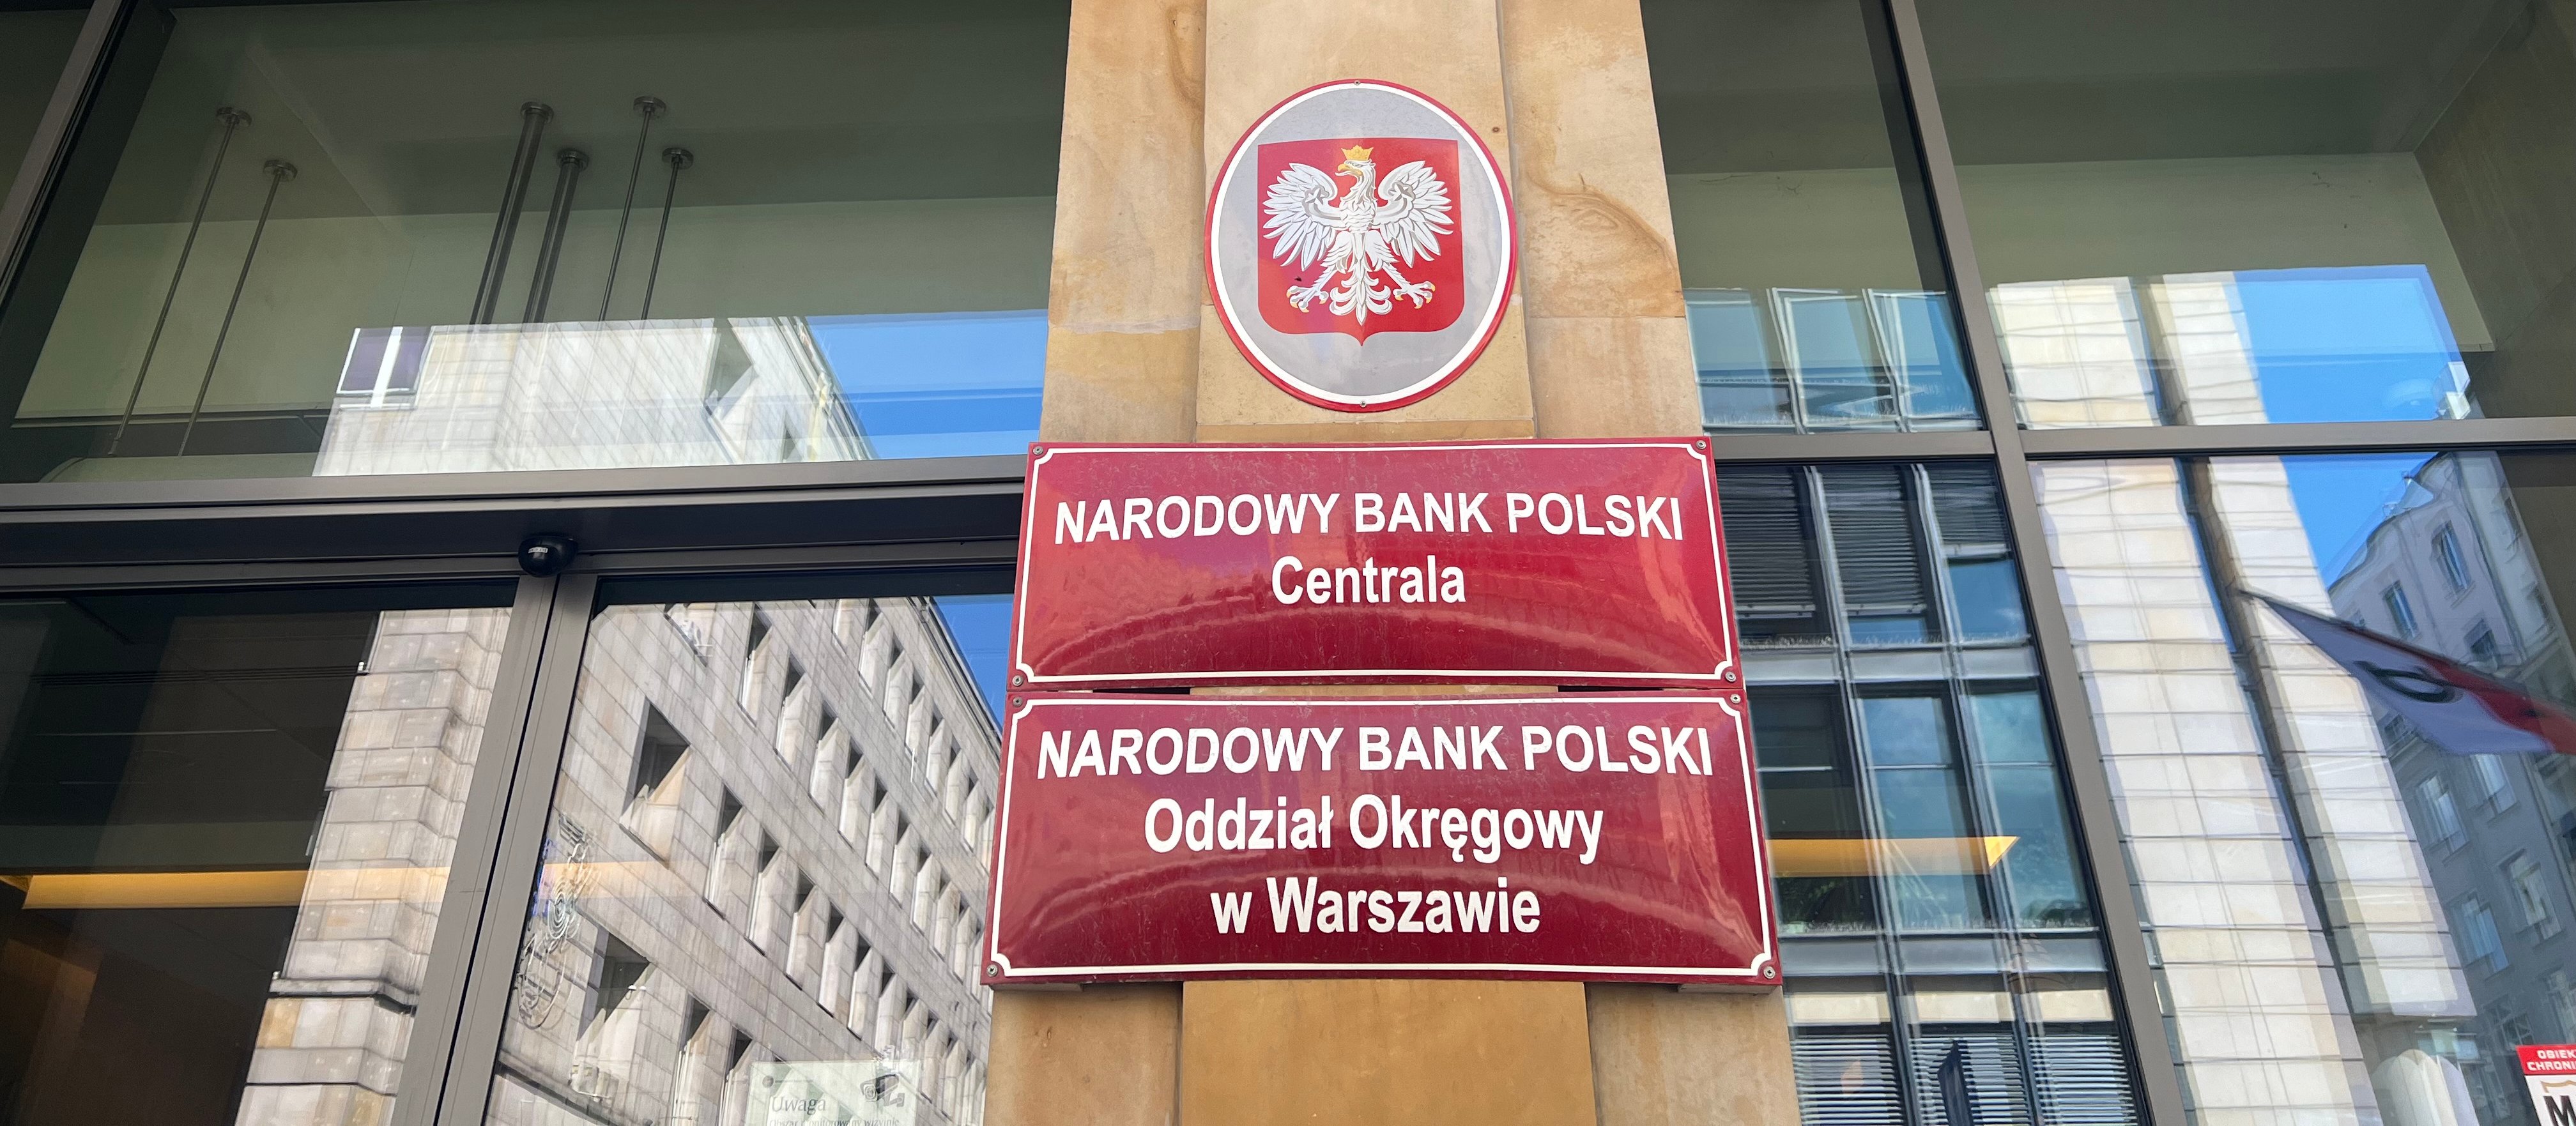 NARODOWY BANK POLSKI
Centrala
NARODOWY BANK POLSKI
Oddział Okręgowy
w Warszawie
Uwaga